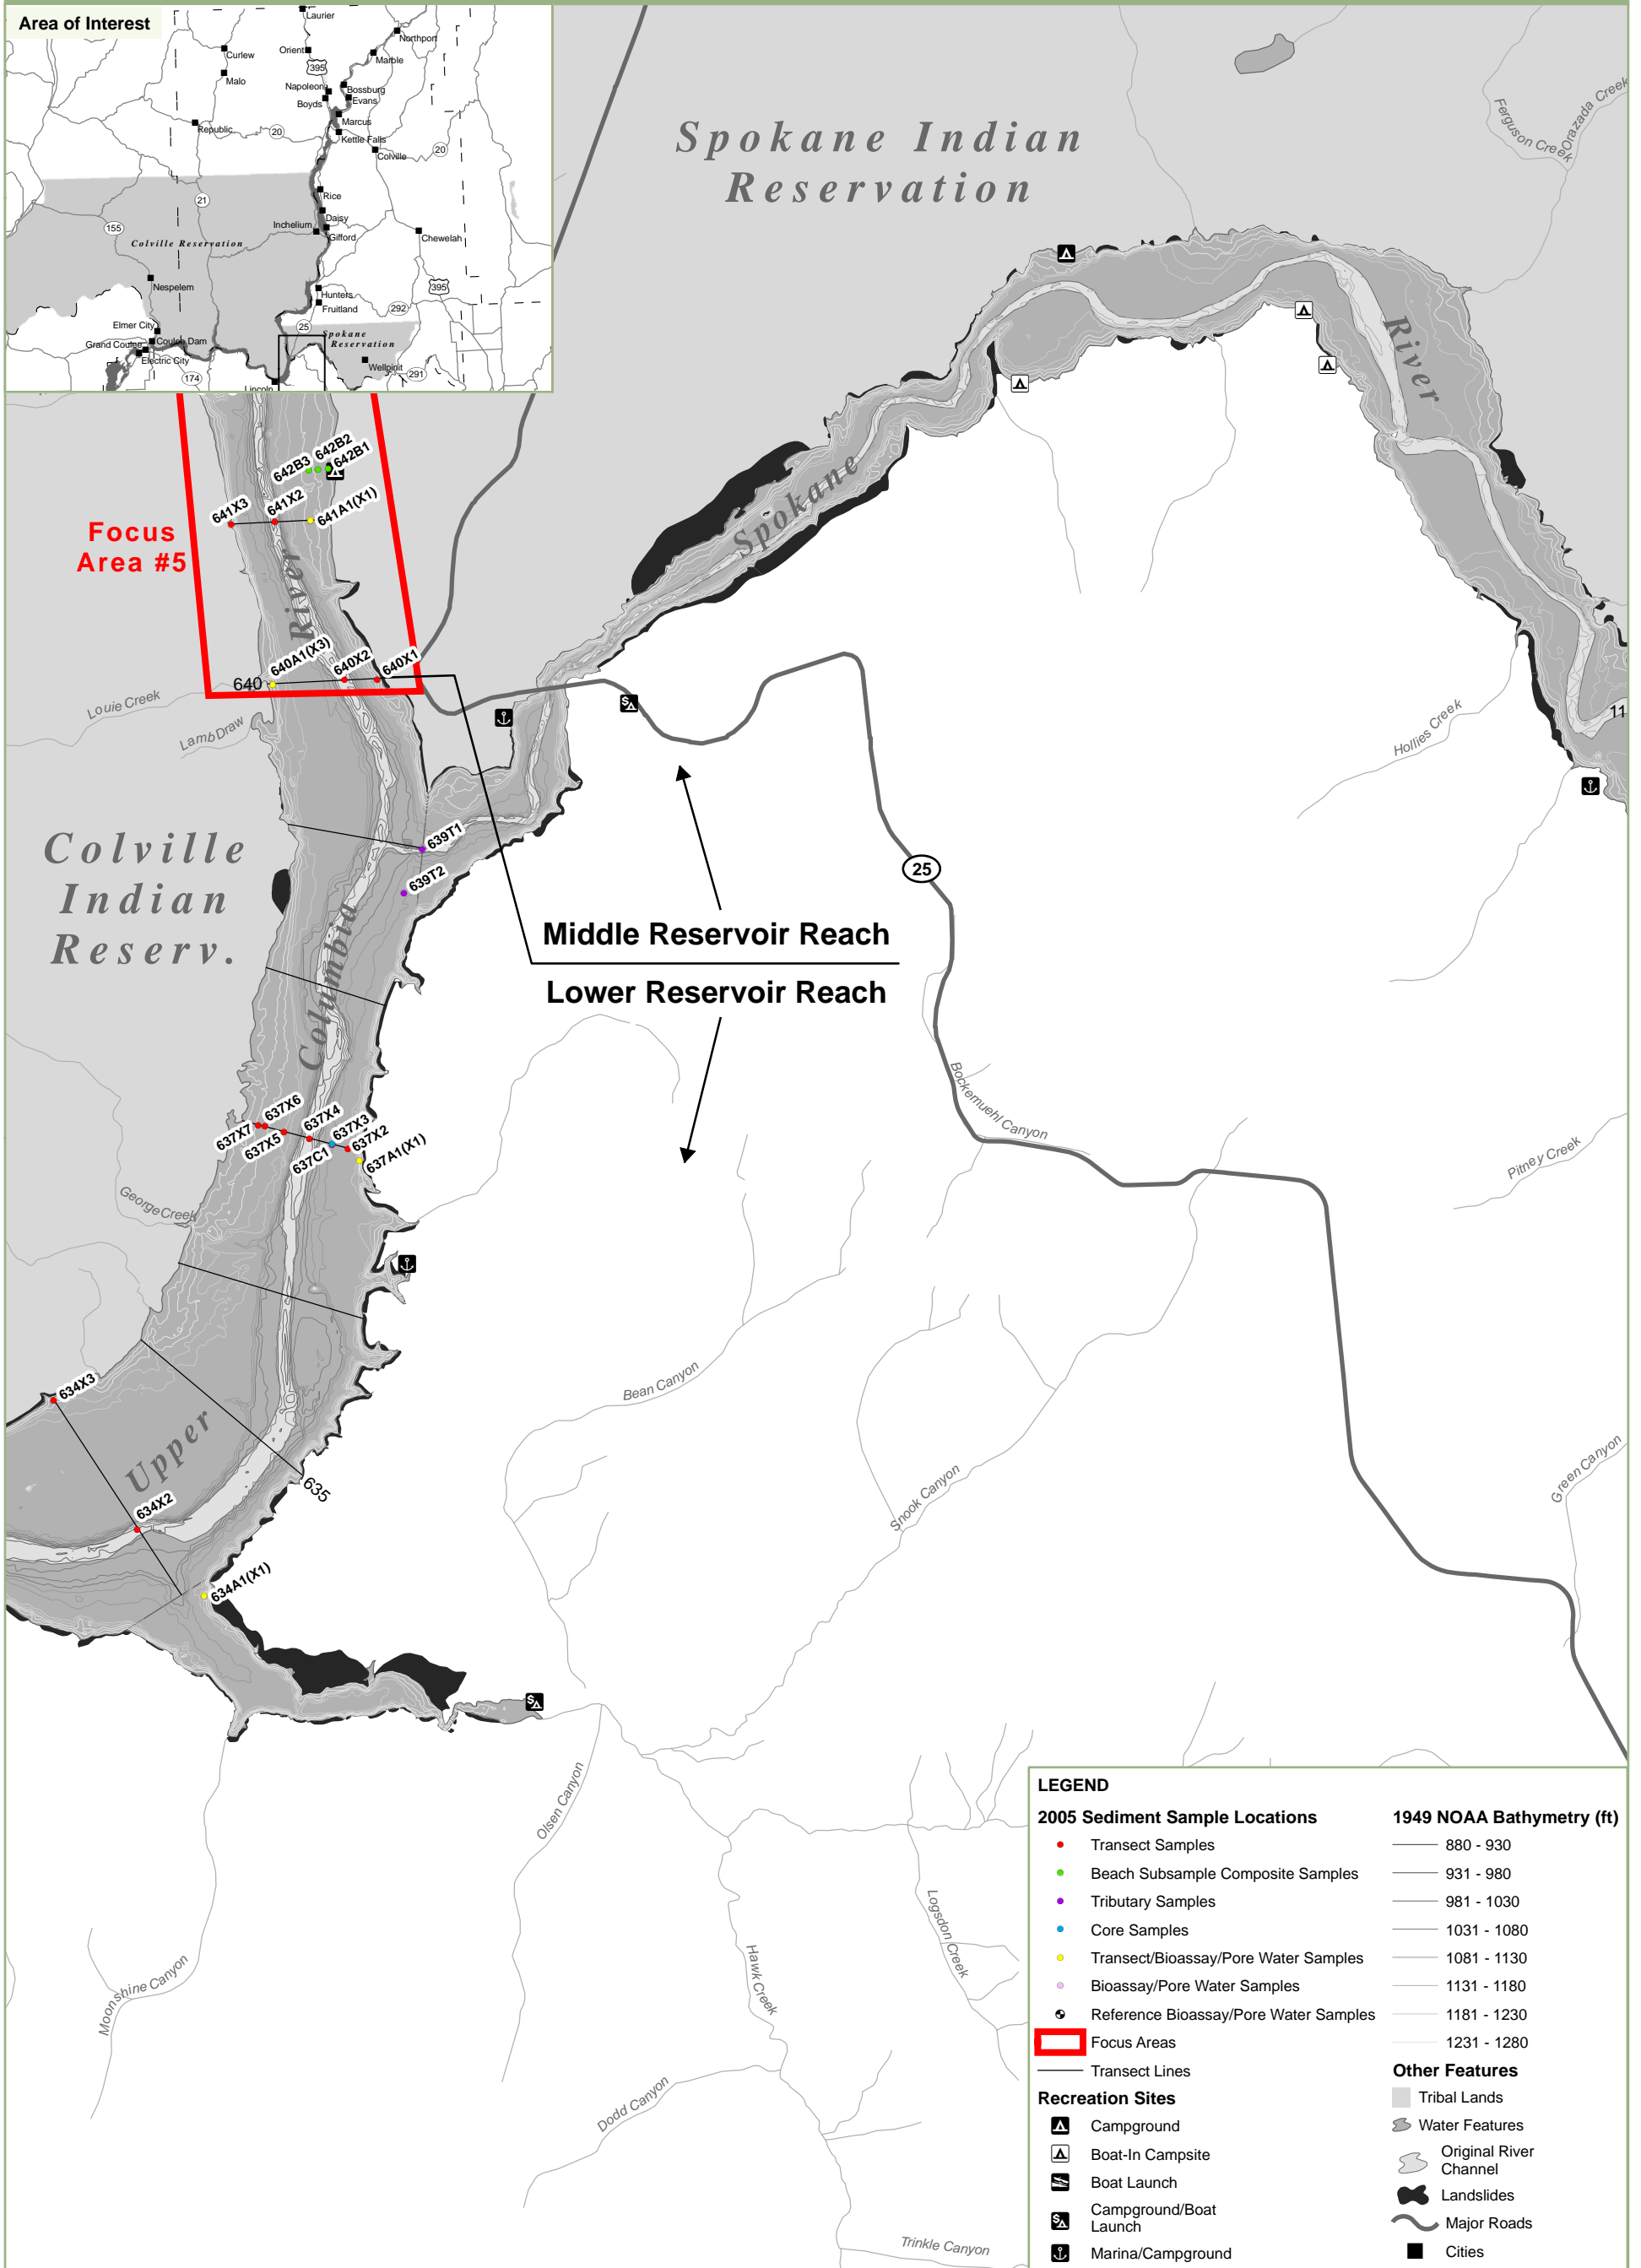 Area of Interest
Laurier
Northport
Curlew
Orient
Marble
395
Malo
Napoleon
Bossburg
Boyds
Evans
Marcus
Republic
20
Kettle Falls
Colville
20
Rice
21
Daisy
155
Inchelium
Gifford
Chewelah
Colville Reservation
Nespelem
Hunters
395
Fruitland
292
25
Elmer City
Spokane
Reservation
Grand Coulee
Coulee Dam
Electric City
Wellpinit
291
174
Lincoln
Spokane Indian
Reservation
Ferguson Creek
Orazada Creek
River
Spokane
642B3
642B2
642B1
641X3
641X2
641A1(X1)
Focus
Area #5
River
640A1(X3)
640X2
640X1
640
Louie Creek
Lamb Draw
Hollies Creek
11
Colville
Indian
Reserv.
639T1
639T2
25
Columbia
Middle Reservoir Reach
Lower Reservoir Reach
Bockemuehl Canyon
637X7
637X6
637X5
637X4
637X3
637C1
637X2
637A1(X1)
Pitney Creek
George Creek
634X3
Bean Canyon
Upper
635
634X2
Snook Canyon
Green Canyon
634A1(X1)
Olsen Canyon
Moonshine Canyon
Hawk Creek
Logsdon Creek
Dodd Canyon
Trinkle Canyon
LEGEND
2005 Sediment Sample Locations
Transect Samples
Beach Subsample Composite Samples
Tributary Samples
Core Samples
Transect/Bioassay/Pore Water Samples
Bioassay/Pore Water Samples
Reference Bioassay/Pore Water Samples
Focus Areas
Transect Lines
Recreation Sites
Campground
Boat-In Campsite
Boat Launch
Campground/Boat
Launch
Marina/Campground
1949 NOAA Bathymetry (ft)
880 - 930
931 - 980
981 - 1030
1031 - 1080
1081 - 1130
1131 - 1180
1181 - 1230
1231 - 1280
Other Features
Tribal Lands
Water Features
Original River
Channel
Landslides
Major Roads
Cities